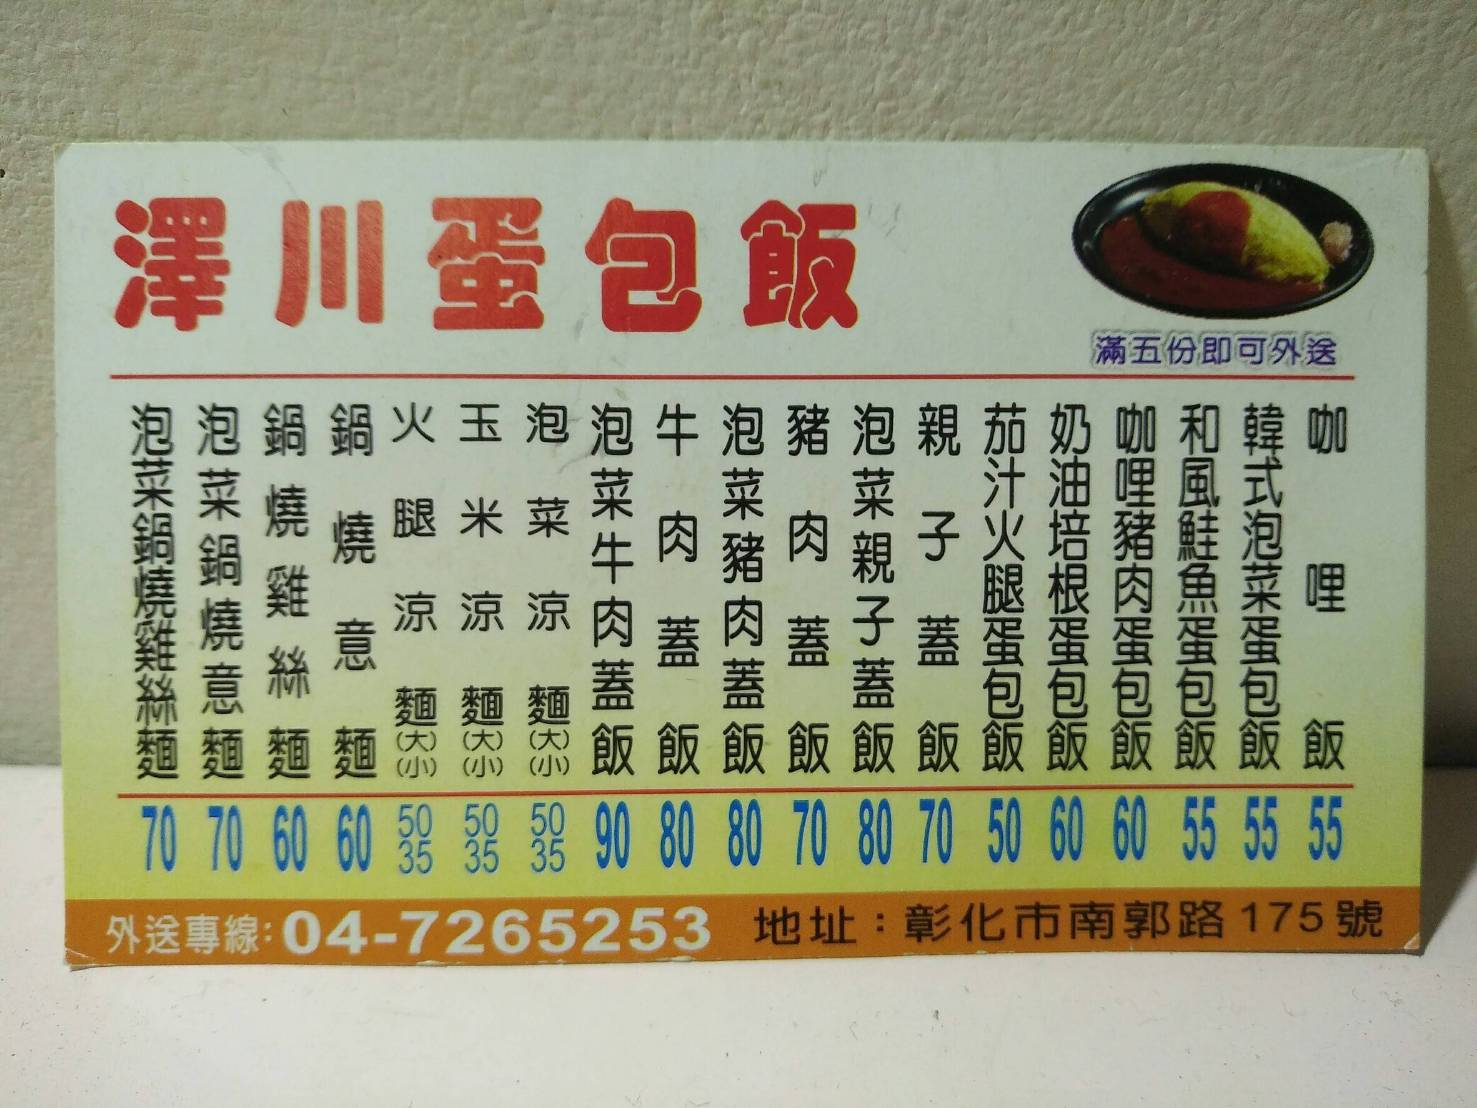 澤川蛋包飯
滿五份即可外送
咖哩飯 55
韓式泡菜蛋包飯 55
和風鮭魚蛋包飯 55
咖哩豬肉蛋包飯 60
奶油培根蛋包飯 60
茄汁火腿蛋包飯 50
親子蓋飯 70
泡菜親子蓋飯 80
豬肉蓋飯 70
泡菜豬肉蓋飯 80
牛肉蓋飯 80
泡菜牛肉蓋飯 90
泡菜涼麵(大)(小) 50 35
玉米涼麵(大)(小) 50 35
火腿涼麵(大)(小) 50 35
鍋燒意麵 60
鍋燒雞絲麵 60
泡菜鍋燒意麵 70
泡菜鍋燒雞絲麵 70
外送專線:04-7265253 地址:彰化市南郭路175號